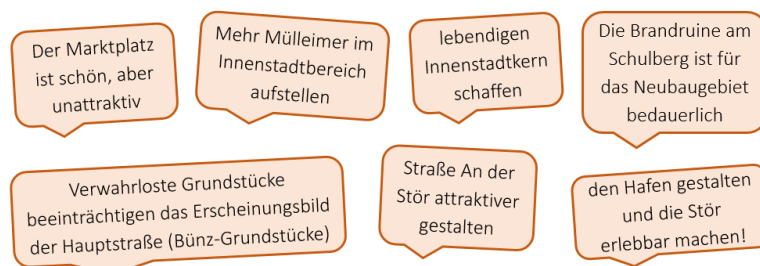 Der Marktplatz
ist schön, aber
unattraktiv
Mehr Mülleimer im
Innenstadtbereich
aufstellen
lebendigen
Innenstadtkern
schaffen
Die Brandruine am
Schulberg ist für
das Neubaugebiet
bedauerlich
Verwahrloste Grundstücke
beeinträchtigen das Erscheinungsbild
der Hauptstraße (Bünz-Grundstücke)
Straße An der
Stör attraktiver
gestalten
den Hafen gestalten
und die Stör
erlebbar machen!